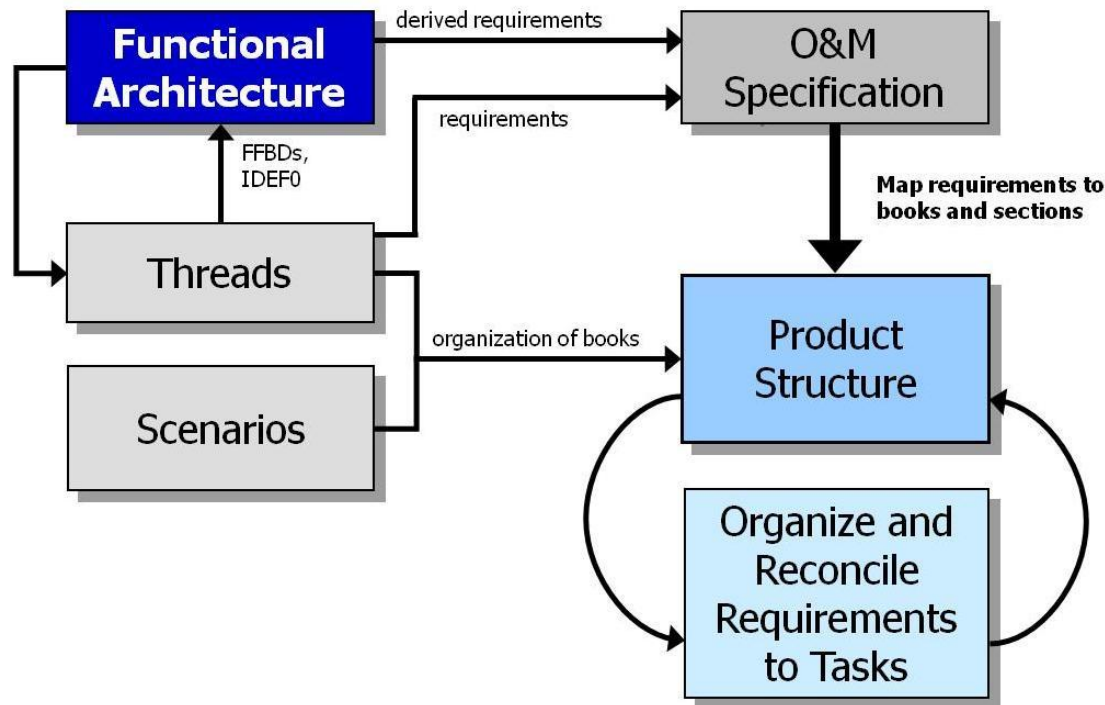 Functional
Architecture
derived requirements
O&M
Specification
requirements
FFBDs,
IDEF0
Map requirements to
books and sections
Threads
organization of books
Product
Structure
Scenarios
Organize and
Reconcile
Requirements
to Tasks